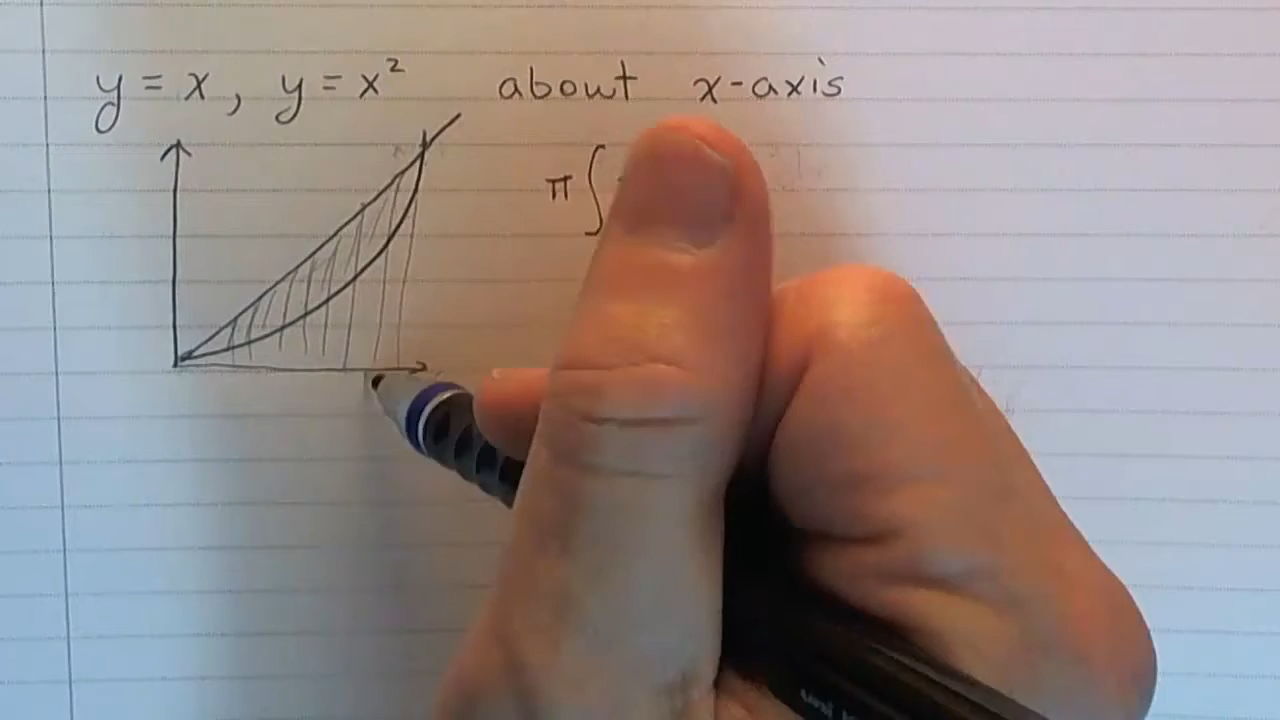 y = x, y = x² about x-axis
π∫